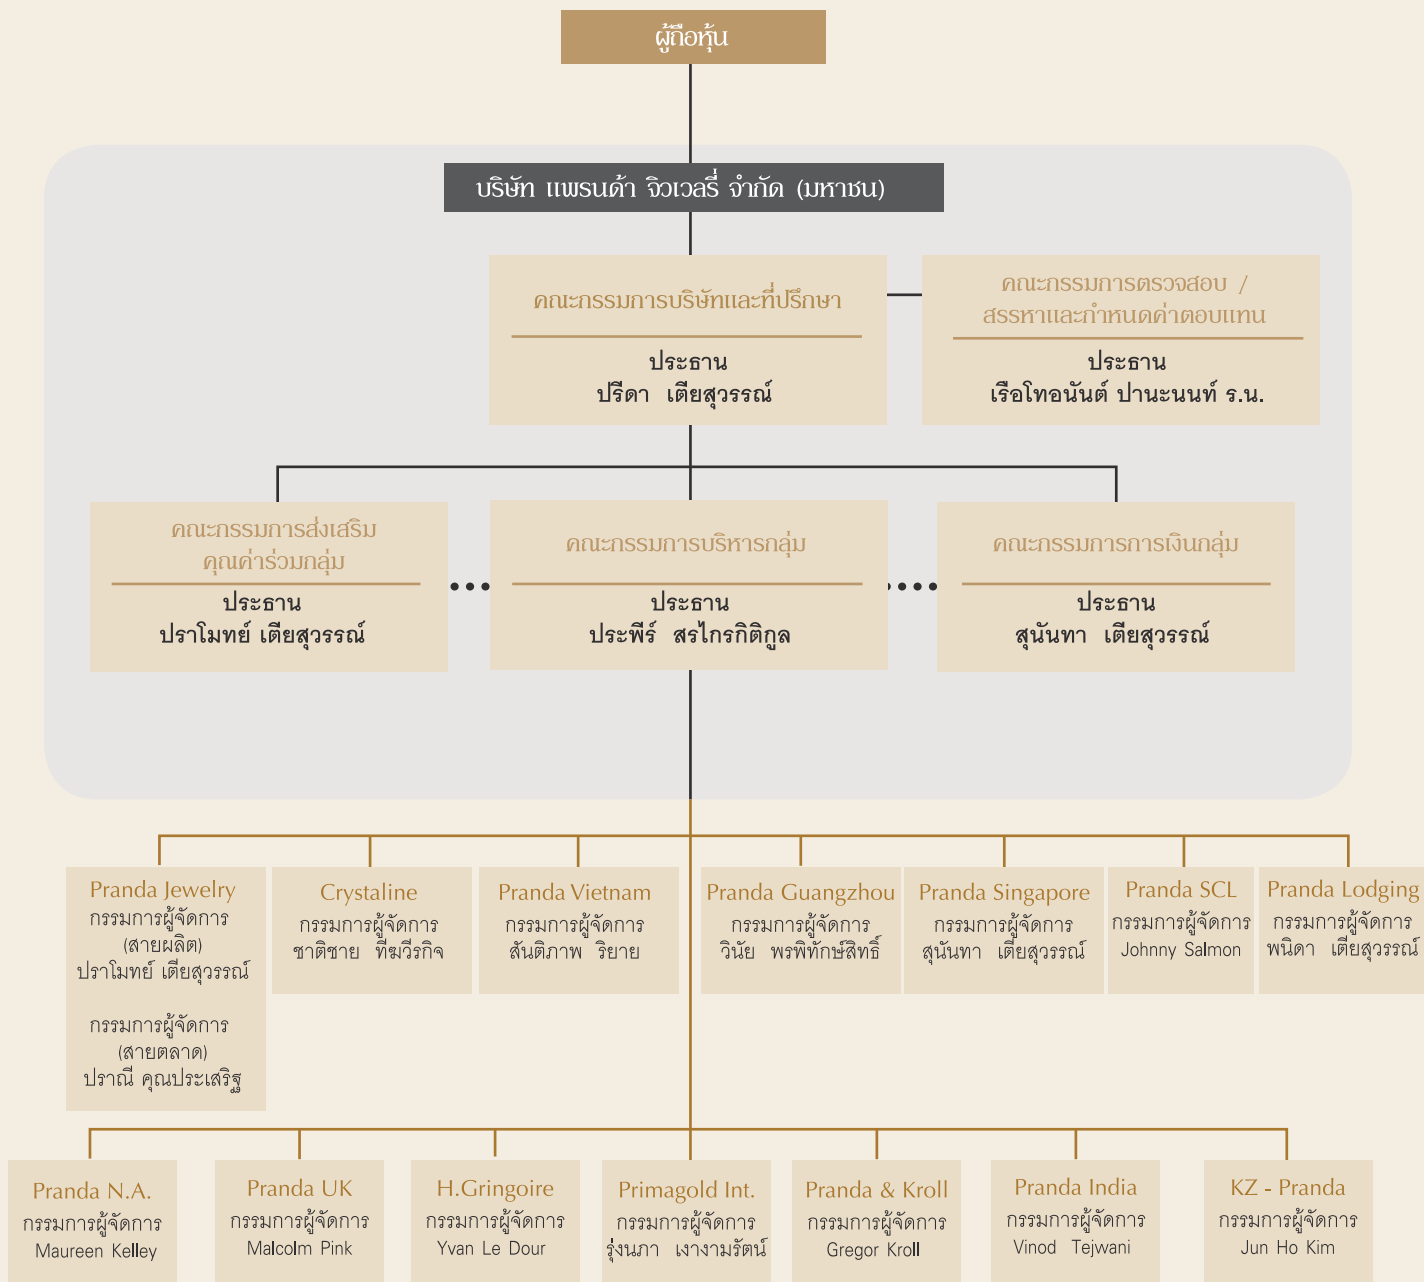 ผู้ถือหุ้น
บริษัท แพรนด้า จิวเวลรี่ จำกัด (มหาชน)
คณะกรรมการบริษัทและที่ปรึกษา
ประธาน
ปรีดา เตียสุวรรณ์
คณะกรรมการตรวจสอบ /
สรรหาและกำหนดค่าตอบแทน
ประธาน
เรือโทอนันต์ ปานะนนท์ ร.น.
คณะกรรมการส่งเสริม
คุณค่าร่วมกลุ่ม
ประธาน
ปราโมทย์ เตียสุวรรณ์
คณะกรรมการบริหารกลุ่ม
ประธาน
ประพีร์ สรไกรกิติกูล
คณะกรรมการการเงินกลุ่ม
ประธาน
สุนันทา เตียสุวรรณ์
Pranda Jewelry
กรรมการผู้จัดการ
(สายผลิต)
ปราโมทย์ เตียสุวรรณ์
กรรมการผู้จัดการ
(สายตลาด)
ปราณี คุณประเสริฐ
Crystaline
กรรมการผู้จัดการ
ชาติชาย ทีฆวีรกิจ
Pranda Vietnam
กรรมการผู้จัดการ
สันติภาพ ริยาย
Pranda Guangzhou
กรรมการผู้จัดการ
วินัย พรพิทักษ์สิทธิ์
Pranda Singapore
กรรมการผู้จัดการ
สุนันทา เตียสุวรรณ์
Pranda SCL
กรรมการผู้จัดการ
Johnny Salmon
Pranda Lodging
กรรมการผู้จัดการ
พนิดา เตียสุวรรณ์
Pranda N.A.
กรรมการผู้จัดการ
Maureen Kelley
Pranda UK
กรรมการผู้จัดการ
Malcolm Pink
H.Gringoire
กรรมการผู้จัดการ
Yvan Le Dour
Primagold Int.
กรรมการผู้จัดการ
รุ่งนภา เงางามรัตน์
Pranda & Kroll
กรรมการผู้จัดการ
Gregor Kroll
Pranda India
กรรมการผู้จัดการ
Vinod Tejwani
KZ - Pranda
กรรมการผู้จัดการ
Jun Ho Kim